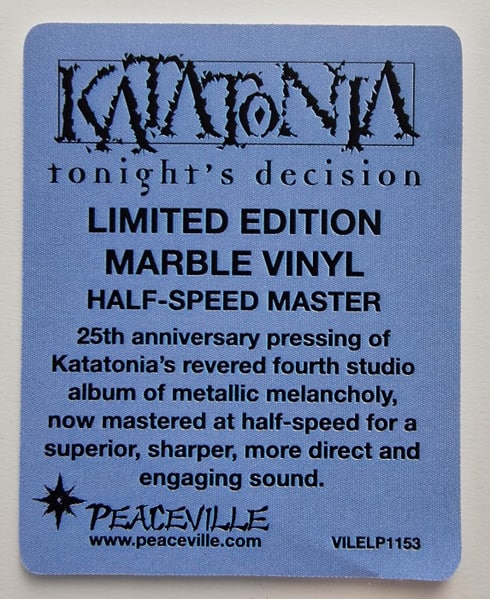 KATATONIA
tonight's decision
LIMITED EDITION
MARBLE VINYL
HALF-SPEED MASTER
25th anniversary pressing of
Katatonia's revered fourth studio
album of metallic melancholy,
now mastered at half-speed for a
superior, sharper, more direct and
engaging sound.
PEACEVILLE
www.peaceville.com
VILELP1153